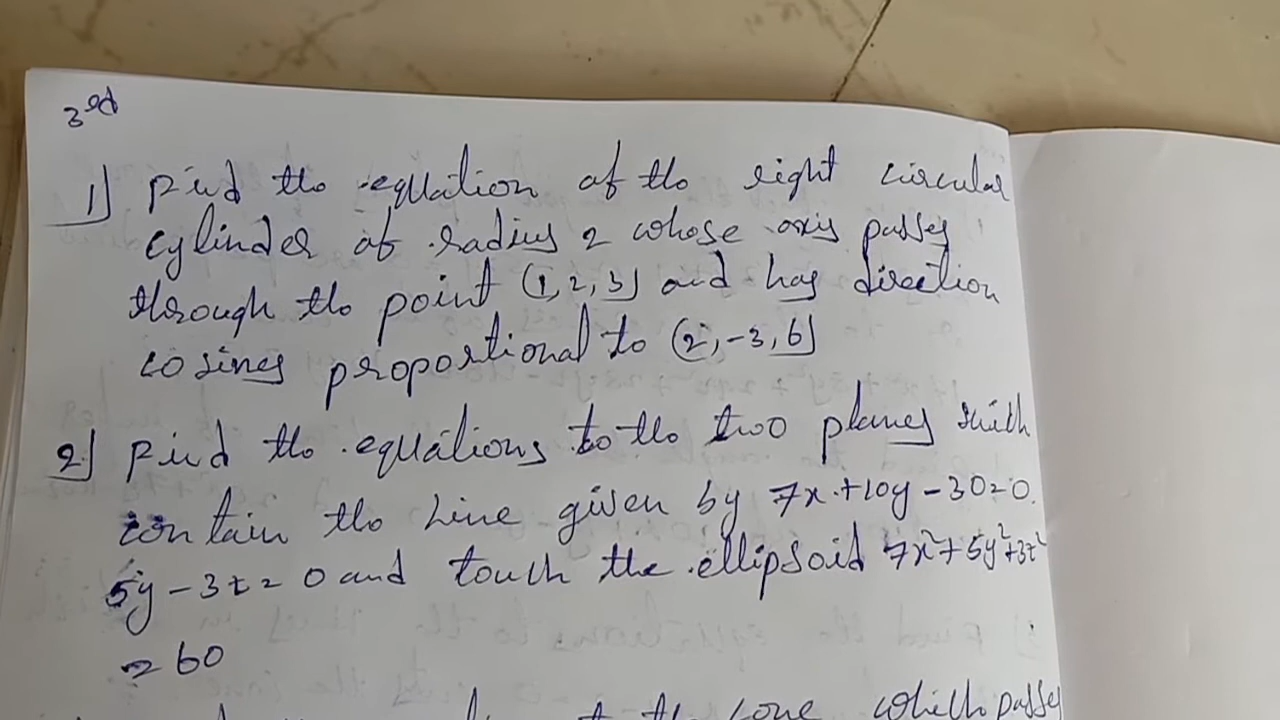 3rd
1) Find the equation of the right circular
cylinder of radius 2 whose axis passes
through the point (1,2,3) and has direction
cosines proportional to (2,-3,6)
2) Find the equations to the two planes
contain the line given by 7x+10y-30=0.
5y-3z=0 and touch the ellipsoid 7x²+5y²+3z²
=60
the cone which passes